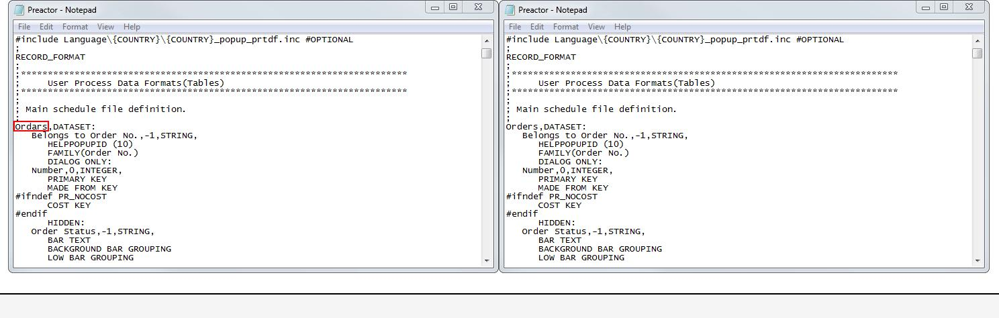 Preactor - Notepad
File Edit Format View Help
#include Language\{COUNTRY}\{COUNTRY}_popup_prtdf.inc #OPTIONAL
;
RECORD_FORMAT
;
;************************************************************************
;     User Process Data Formats(Tables)
;************************************************************************
;
; Main schedule file definition.
;
Ordars,DATASET:
   Belongs to Order No.,-1,STRING,
      HELPPOPUPID (10)
      FAMILY(Order No.)
      DIALOG ONLY:
   Number,0,INTEGER,
      PRIMARY KEY
      MADE FROM KEY
#ifndef PR_NOCOST
      COST KEY
#endif
      HIDDEN:
   Order Status,-1,STRING,
      BAR TEXT
      BACKGROUND BAR GROUPING
      LOW BAR GROUPING
Preactor - Notepad
File Edit Format View Help
#include Language\{COUNTRY}\{COUNTRY}_popup_prtdf.inc #OPTIONAL
;
RECORD_FORMAT
;
;************************************************************************
;     User Process Data Formats(Tables)
;************************************************************************
;
; Main schedule file definition.
;
Orders,DATASET:
   Belongs to Order No.,-1,STRING,
      HELPPOPUPID (10)
      FAMILY(Order No.)
      DIALOG ONLY:
   Number,0,INTEGER,
      PRIMARY KEY
      MADE FROM KEY
#ifndef PR_NOCOST
      COST KEY
#endif
      HIDDEN:
   Order Status,-1,STRING,
      BAR TEXT
      BACKGROUND BAR GROUPING
      LOW BAR GROUPING